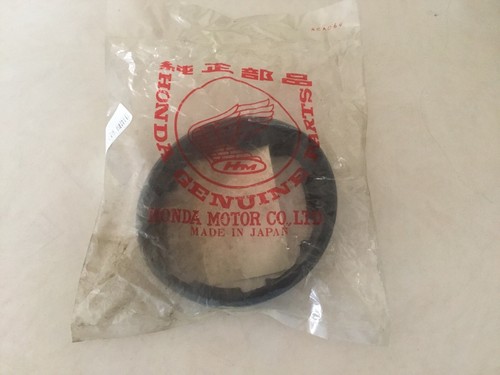 純正部品
HONDA GENUINE PARTS
HM
HONDA MOTOR CO., LTD.
MADE IN JAPAN